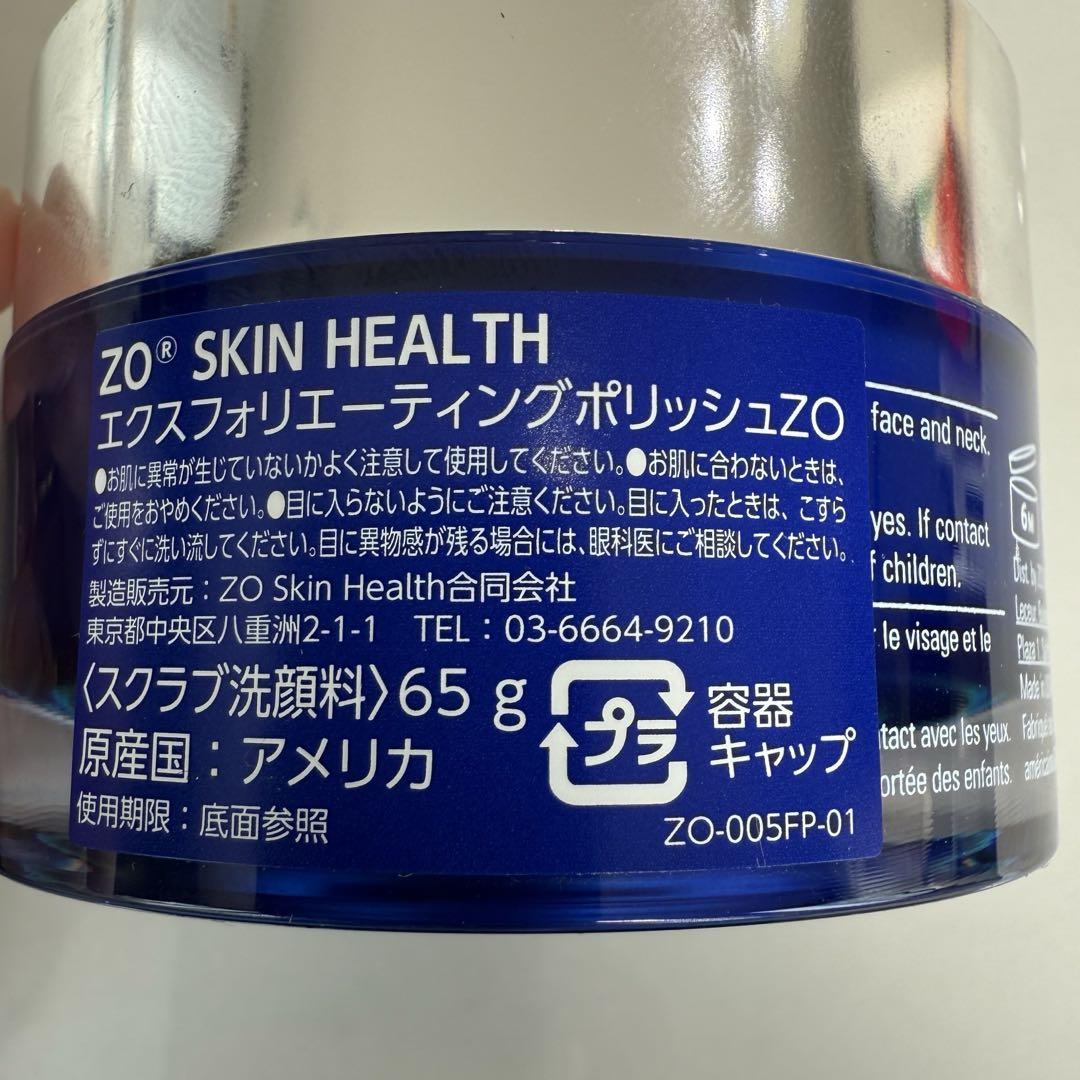 ZO® SKIN HEALTH
エクスフォリエーティングポリッシュZO
●お肌に異常が生じていないかよく注意して使用してください。●お肌に合わないときは、
ご使用をおやめください。●目に入らないようにご注意ください。目に入ったときは、こすら
ずにすぐに洗い流してください。目に異物感が残る場合には、眼科医にご相談してください。
製造販売元：ZO Skin Health合同会社
東京都中央区八重洲2-1-1 TEL：03-6664-9210
〈スクラブ洗顔料〉65 g
プラ
容器
キャップ
原産国：アメリカ
使用期限：底面参照
ZO-005FP-01
face and neck.
yes. If contact
f children.
le visage et le
tact avec les yeux.
ortée des enfants.
6M
Dist. by
Plaza 1,
Made in